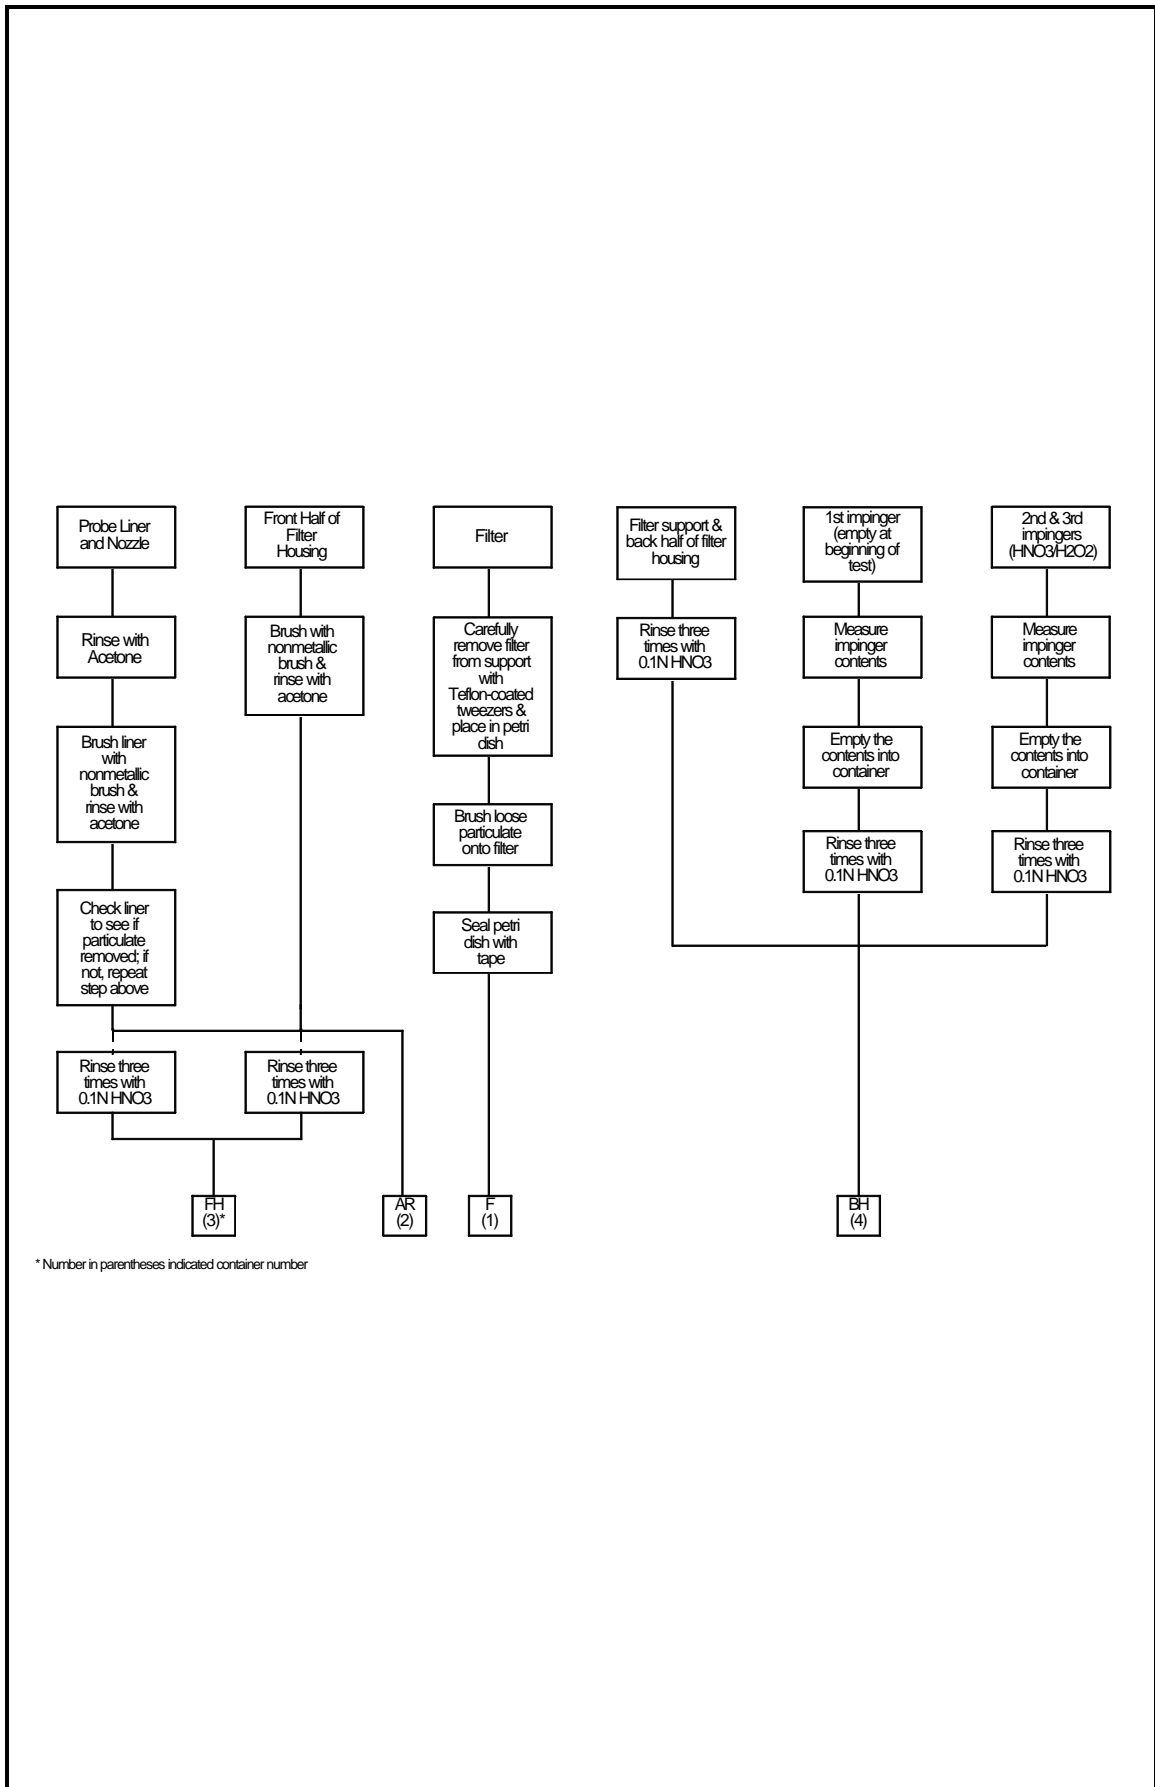 Probe Liner
and Nozzle
Front Half of
Filter
Housing
Filter
Filter support &
back half of filter
housing
1st impinger
(empty at
beginning of
test)
2nd & 3rd
impingers
(HNO3/H2O2)
Rinse with
Acetone
Brush with
nonmetallic
brush &
rinse with
acetone
Carefully
remove filter
from support
with
Teflon-coated
tweezers &
place in petri
dish
Rinse three
times with
0.1N HNO3
Measure
impinger
contents
Measure
impinger
contents
Brush liner
with
nonmetallic
brush &
rinse with
acetone
Empty the
contents into
container
Empty the
contents into
container
Brush loose
particulate
onto filter
Rinse three
times with
0.1N HNO3
Rinse three
times with
0.1N HNO3
Check liner
to see if
particulate
removed; if
not, repeat
step above
Seal petri
dish with
tape
Rinse three
times with
0.1N HNO3
Rinse three
times with
0.1N HNO3
FH
(3)*
AR
(2)
F
(1)
BH
(4)
* Number in parentheses indicated container number